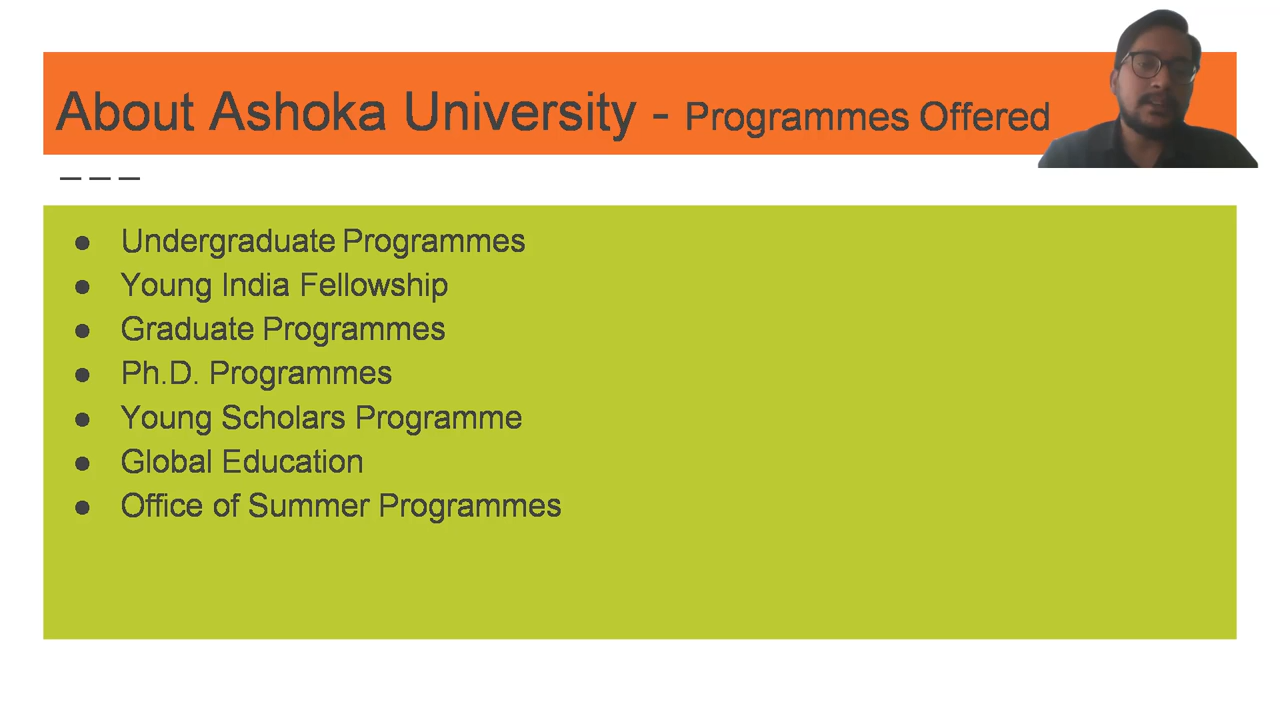 About Ashoka University - Programmes Offered
● Undergraduate Programmes
● Young India Fellowship
● Graduate Programmes
● Ph.D. Programmes
● Young Scholars Programme
● Global Education
● Office of Summer Programmes